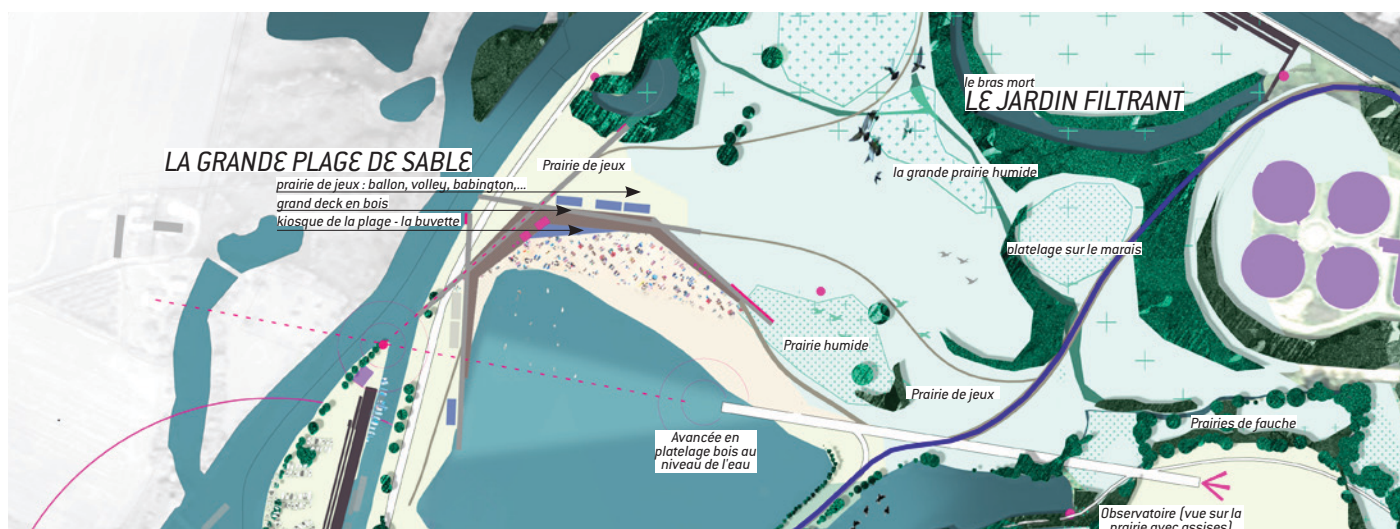 le bras mort
LE JARDIN FILTRANT
LA GRANDE PLAGE DE SABLE
Prairie de jeux
prairie de jeux : ballon, volley, babington,...
grand deck en bois
kiosque de la plage - la buvette
la grande prairie humide
platelage sur le marais
Prairie humide
Prairie de jeux
Prairies de fauche
Avancée en
platelage bois au
niveau de l'eau
Observatoire (vue sur la
prairie avec assises)